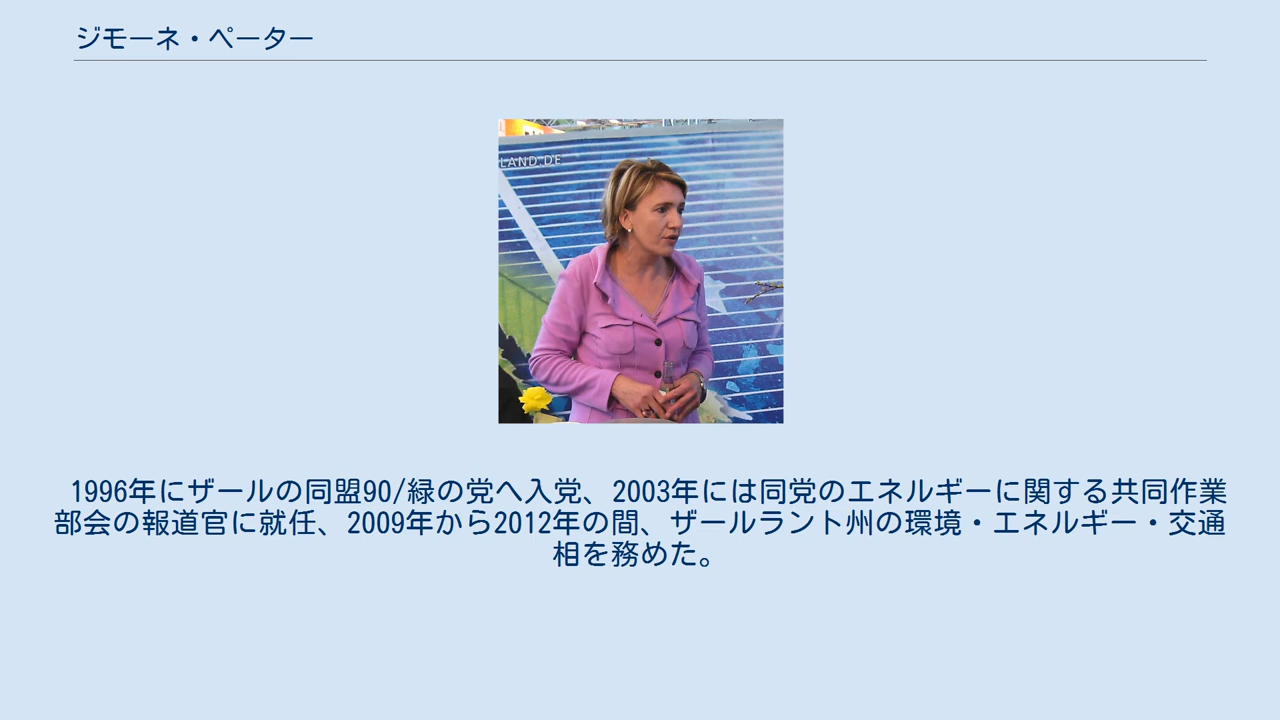 ジモーネ・ペーター
LAND.DE
1996年にザールの同盟90/緑の党へ入党、2003年には同党のエネルギーに関する共同作業
部会の報道官に就任、2009年から2012年の間、ザールラント州の環境・エネルギー・交通
相を務めた。